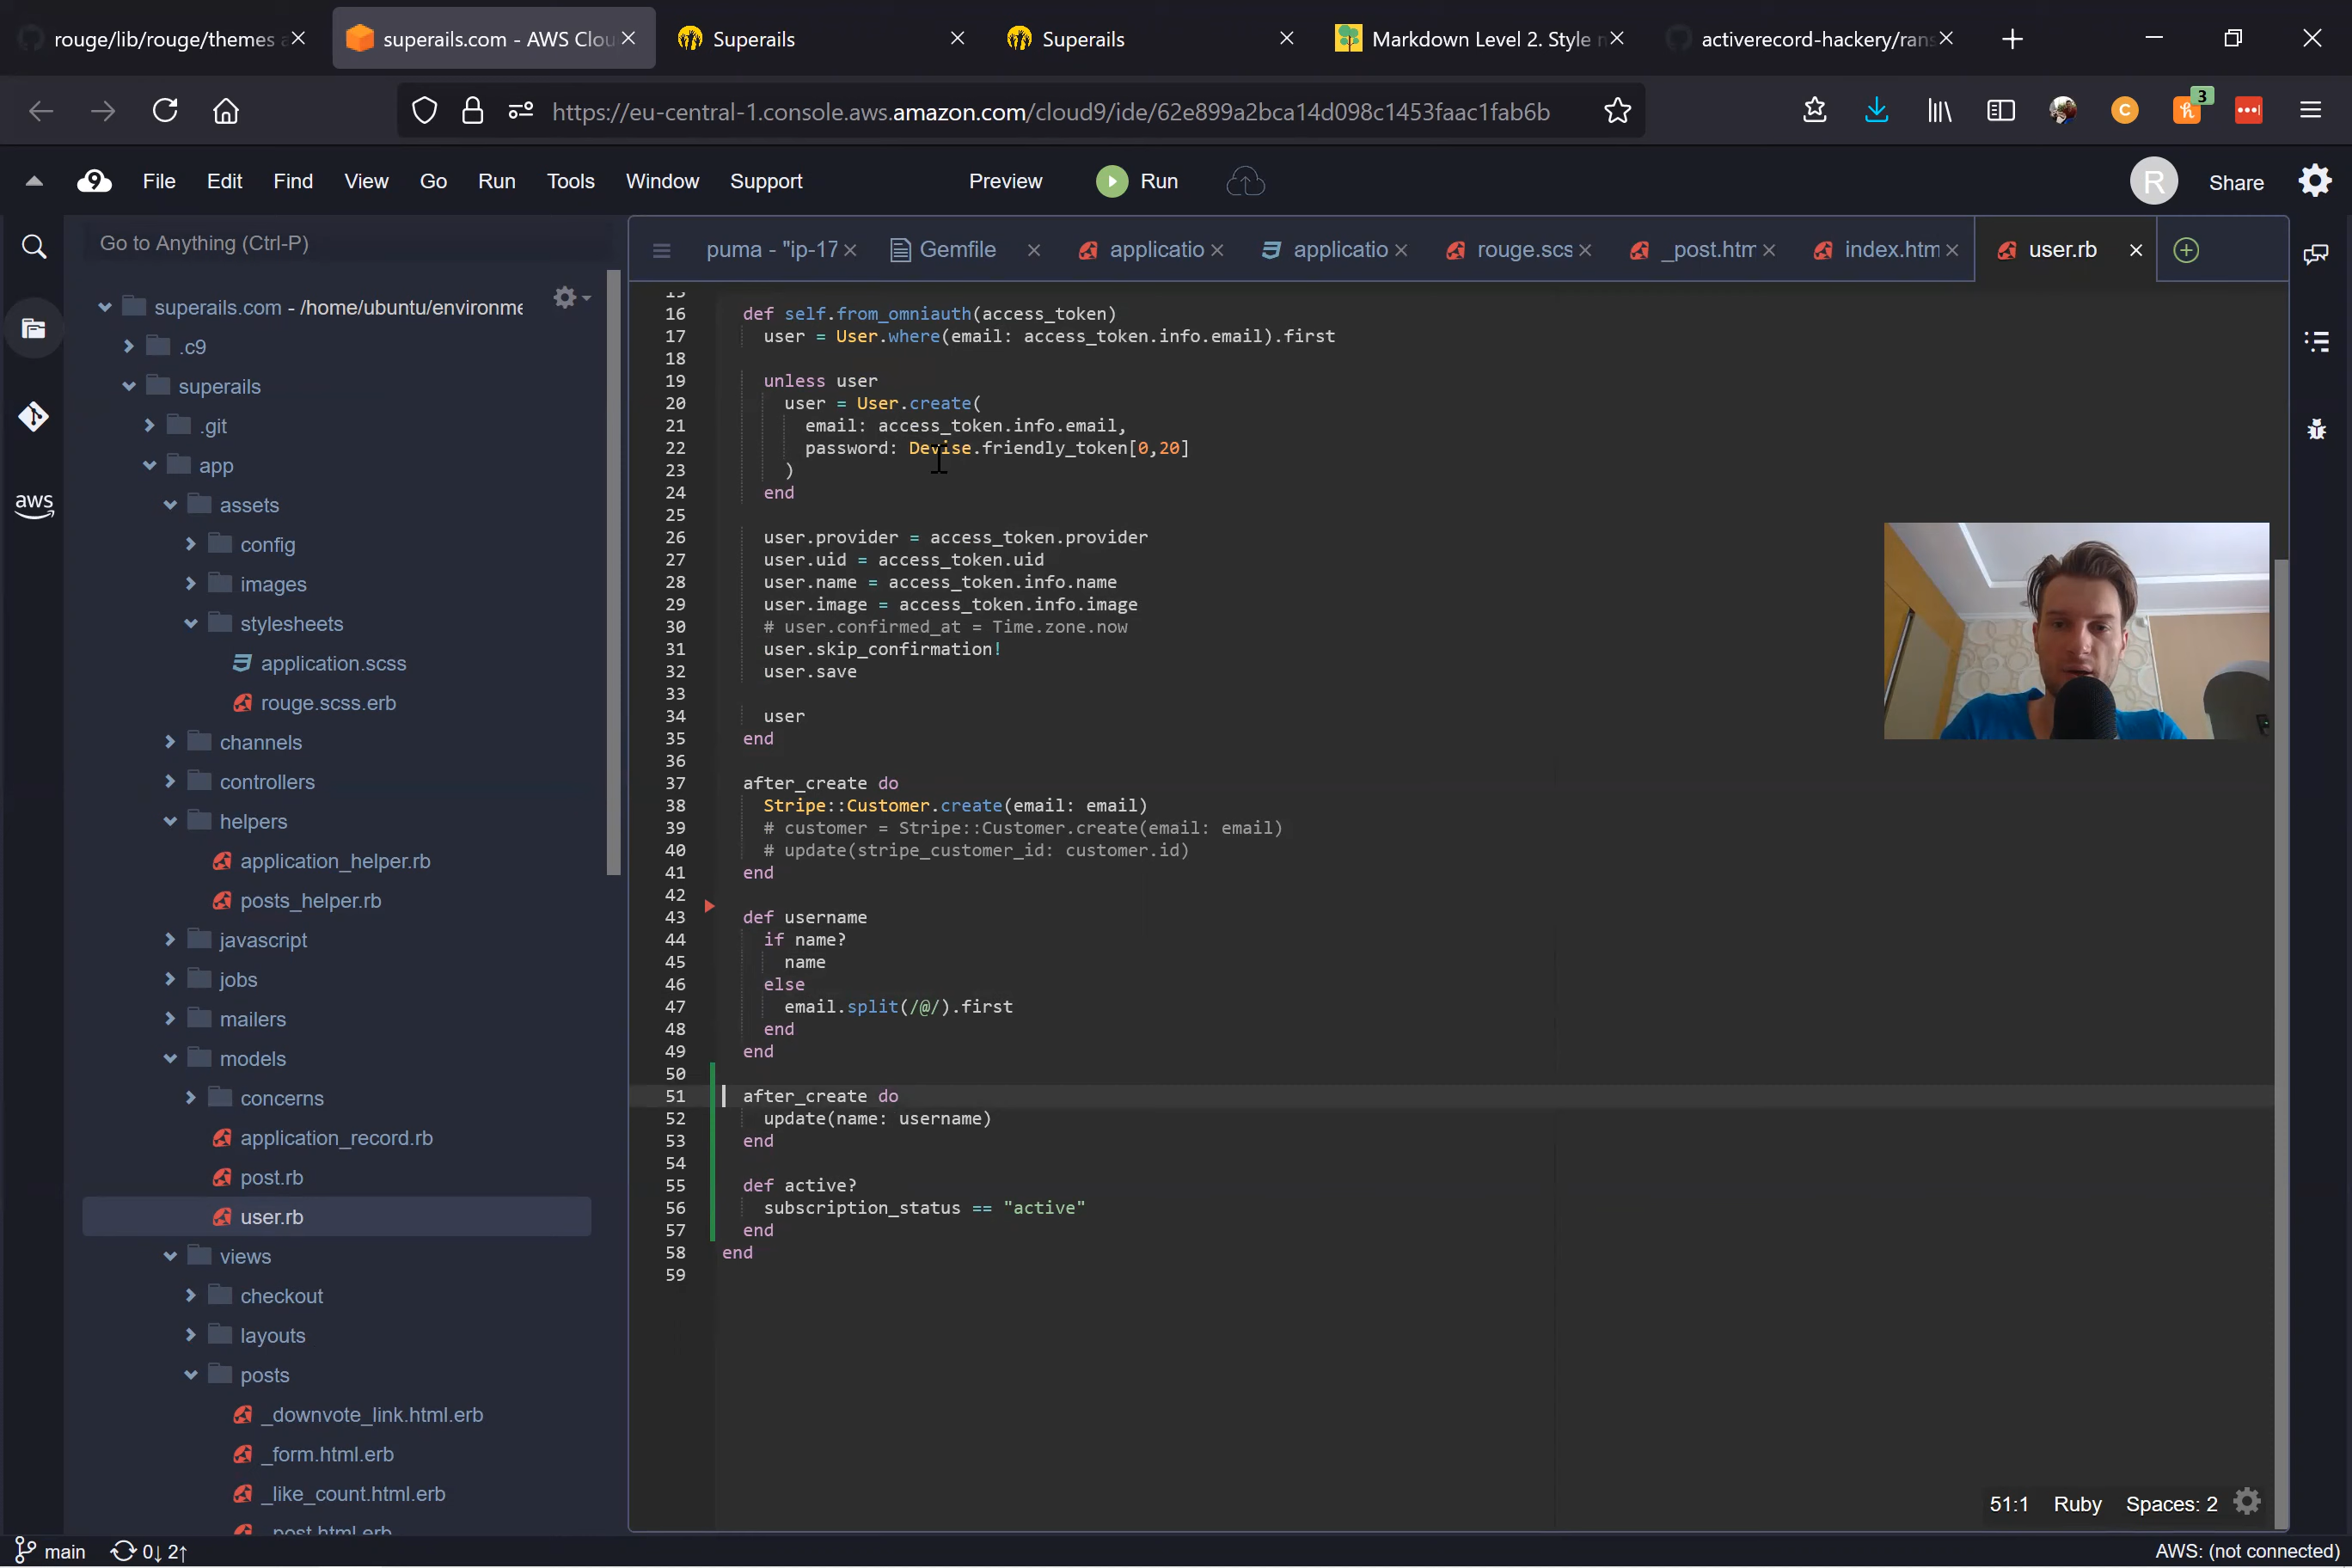 rouge/lib/rouge/themes
superails.com - AWS Clou
Superails
Superails
Markdown Level 2. Style
activerecord-hackery/ran
https://eu-central-1.console.aws.amazon.com/cloud9/ide/62e899a2bca14d098c1453faac1fab6b
C
3
9 File Edit Find View Go Run Tools Window Support Preview Run R Share
Go to Anything (Ctrl-P)
puma - "ip-17 Gemfile applicatio applicatio rouge.scs _post.htm index.htm user.rb
superails.com - /home/ubuntu/environme
.c9
superails
.git
app
aws
assets
config
images
stylesheets
application.scss
rouge.scss.erb
channels
controllers
helpers
application_helper.rb
posts_helper.rb
javascript
jobs
mailers
models
concerns
application_record.rb
post.rb
user.rb
views
checkout
layouts
posts
_downvote_link.html.erb
_form.html.erb
_like_count.html.erb
_post.html.erb
15
16 def self.from_omniauth(access_token)
17 user = User.where(email: access_token.info.email).first
18
19 unless user
20 user = User.create(
21 email: access_token.info.email,
22 password: Devise.friendly_token[0,20]
23 )
24 end
25
26 user.provider = access_token.provider
27 user.uid = access_token.uid
28 user.name = access_token.info.name
29 user.image = access_token.info.image
30 # user.confirmed_at = Time.zone.now
31 user.skip_confirmation!
32 user.save
33
34 user
35 end
36
37 after_create do
38 Stripe::Customer.create(email: email)
39 # customer = Stripe::Customer.create(email: email)
40 # update(stripe_customer_id: customer.id)
41 end
42
43 def username
44 if name?
45 name
46 else
47 email.split(/@/).first
48 end
49 end
50
51 after_create do
52 update(name: username)
53 end
54
55 def active?
56 subscription_status == "active"
57 end
58 end
59
51:1 Ruby Spaces: 2
main 0↓ 2↑
AWS: (not connected)